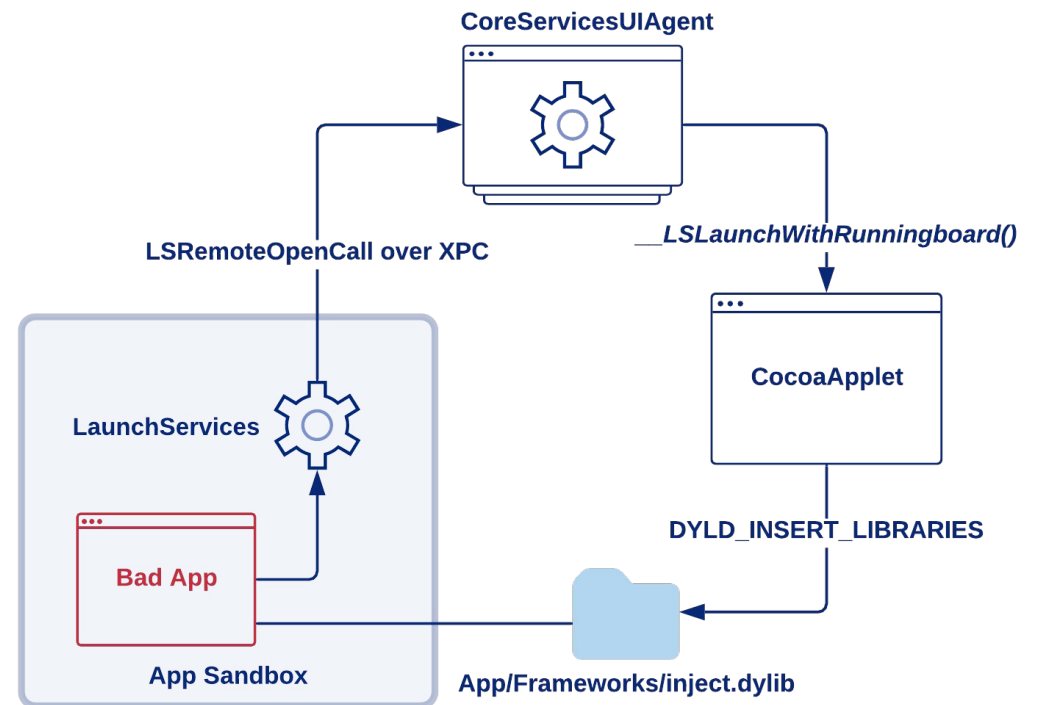 CoreServicesUIAgent
LSRemoteOpenCall over XPC
__LSLaunchWithRunningboard()
CocoaApplet
LaunchServices
DYLD_INSERT_LIBRARIES
Bad App
App Sandbox
App/Frameworks/inject.dylib